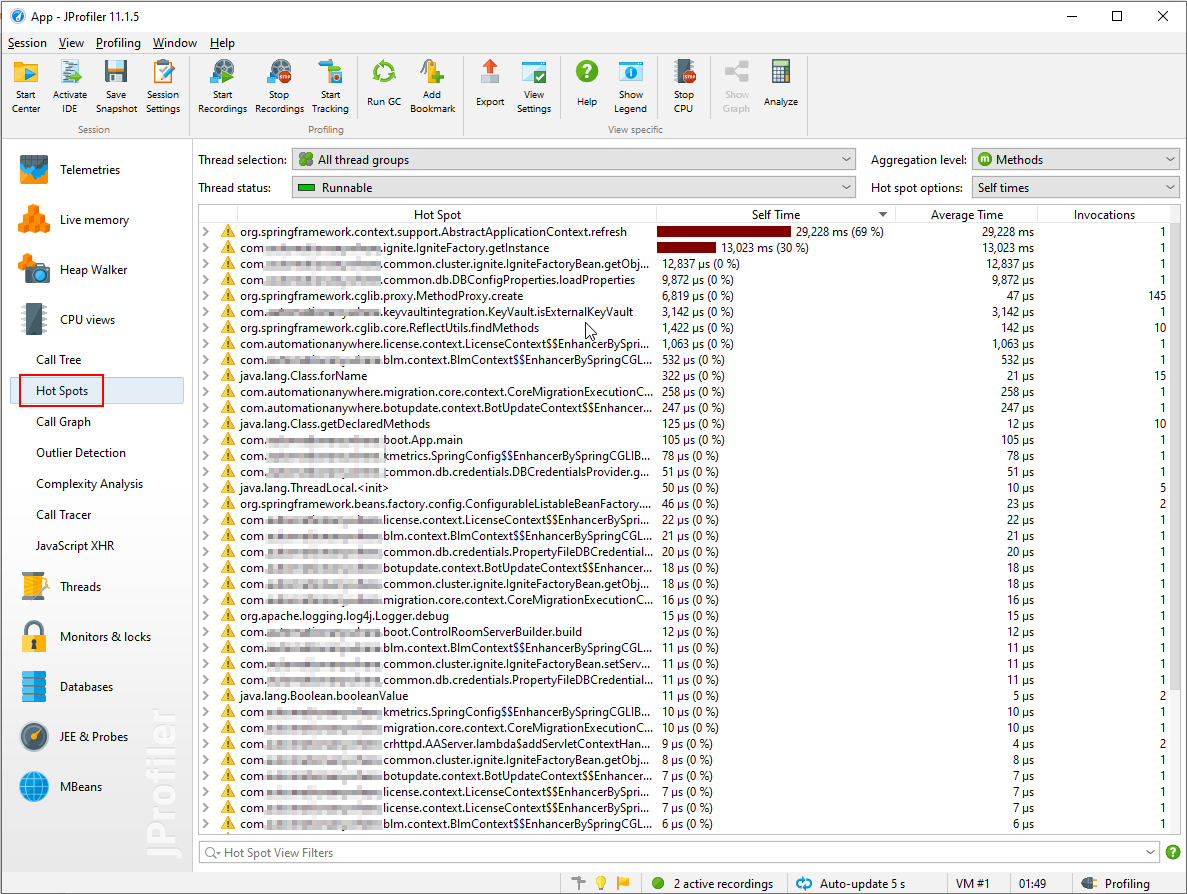 App - JProfiler 11.1.5
Session View Profiling Window Help
Start Center
Activate IDE
Save Snapshot
Session Settings
Start Recordings
Stop Recordings
Start Tracking
Run GC
Add Bookmark
Export
View Settings
Help
Show Legend
Stop CPU
Show Graph
Analyze
Session Profiling View specific
Telemetries
Live memory
Heap Walker
CPU views
Call Tree
Hot Spots
Call Graph
Outlier Detection
Complexity Analysis
Call Tracer
JavaScript XHR
Threads
Monitors & locks
Databases
JEE & Probes
MBeans
JProfiler
Thread selection: All thread groups Aggregation level: Methods
Thread status: Runnable Hot spot options: Self times
Hot Spot Self Time Average Time Invocations
org.springframework.context.support.AbstractApplicationContext.refresh 29,228 ms (69 %) 29,228 ms 1
com .ignite.IgniteFactory.getInstance 13,023 ms (30 %) 13,023 ms 1
com. .common.cluster.ignite.IgniteFactoryBean.getObj... 12,837 µs (0 %) 12,837 µs 1
com. .common.db.DBConfigProperties.loadProperties 9,872 µs (0 %) 9,872 µs 1
org.springframework.cglib.proxy.MethodProxy.create 6,819 µs (0 %) 47 µs 145
com. .keyvaultintegration.KeyVault.isExternalKeyVault 3,142 µs (0 %) 3,142 µs 1
org.springframework.cglib.core.ReflectUtils.findMethods 1,422 µs (0 %) 142 µs 10
com.automationanywhere.license.context.LicenseContext$$EnhancerBySpri... 1,063 µs (0 %) 1,063 µs 1
com. .blm.context.BlmContext$$EnhancerBySpringCGL... 532 µs (0 %) 532 µs 1
java.lang.Class.forName 322 µs (0 %) 21 µs 15
com.automationanywhere.migration.core.context.CoreMigrationExecutionC... 258 µs (0 %) 258 µs 1
com.automationanywhere.botupdate.context.BotUpdateContext$$Enhancer... 247 µs (0 %) 247 µs 1
java.lang.Class.getDeclaredMethods 125 µs (0 %) 12 µs 10
com. boot.App.main 105 µs (0 %) 105 µs 1
com. kmetrics.SpringConfig$$EnhancerBySpringCGLIB... 78 µs (0 %) 78 µs 1
com. common.db.credentials.DBCredentialsProvider.g... 51 µs (0 %) 51 µs 1
java.lang.ThreadLocal.<init> 50 µs (0 %) 10 µs 5
org.springframework.beans.factory.config.ConfigurableListableBeanFactory.... 46 µs (0 %) 23 µs 2
com .license.context.LicenseContext$$EnhancerBySpri... 22 µs (0 %) 22 µs 1
com .blm.context.BlmContext$$EnhancerBySpringCGL... 21 µs (0 %) 21 µs 1
com .common.db.credentials.PropertyFileDBCredential... 20 µs (0 %) 20 µs 1
com .botupdate.context.BotUpdateContext$$Enhancer... 18 µs (0 %) 18 µs 1
com .common.cluster.ignite.IgniteFactoryBean.getObj... 18 µs (0 %) 18 µs 1
com .migration.core.context.CoreMigrationExecutionC... 16 µs (0 %) 16 µs 1
org.apache.logging.log4j.Logger.debug 15 µs (0 %) 15 µs 1
com. boot.ControlRoomServerBuilder.build 12 µs (0 %) 12 µs 1
com. .blm.context.BlmContext$$EnhancerBySpringCGL... 11 µs (0 %) 11 µs 1
com. .common.cluster.ignite.IgniteFactoryBean.setServ... 11 µs (0 %) 11 µs 1
com. .common.db.credentials.PropertyFileDBCredential... 11 µs (0 %) 11 µs 1
java.lang.Boolean.booleanValue 11 µs (0 %) 5 µs 2
com kmetrics.SpringConfig$$EnhancerBySpringCGLIB... 10 µs (0 %) 10 µs 1
com .migration.core.context.CoreMigrationExecutionC... 10 µs (0 %) 10 µs 1
com crhttpd.AAServer.lambda$addServletContextHan... 9 µs (0 %) 4 µs 2
com .common.cluster.ignite.IgniteFactoryBean.getObj... 8 µs (0 %) 8 µs 1
com .botupdate.context.BotUpdateContext$$Enhancer... 7 µs (0 %) 7 µs 1
com .license.context.LicenseContext$$EnhancerBySpri... 7 µs (0 %) 7 µs 1
com .license.context.LicenseContext$$EnhancerBySpri... 7 µs (0 %) 7 µs 1
com .blm.context.BlmContext$$EnhancerBySpringCGL... 6 µs (0 %) 6 µs 1
Hot Spot View Filters
2 active recordings Auto-update 5 s VM #1 01:49 Profiling